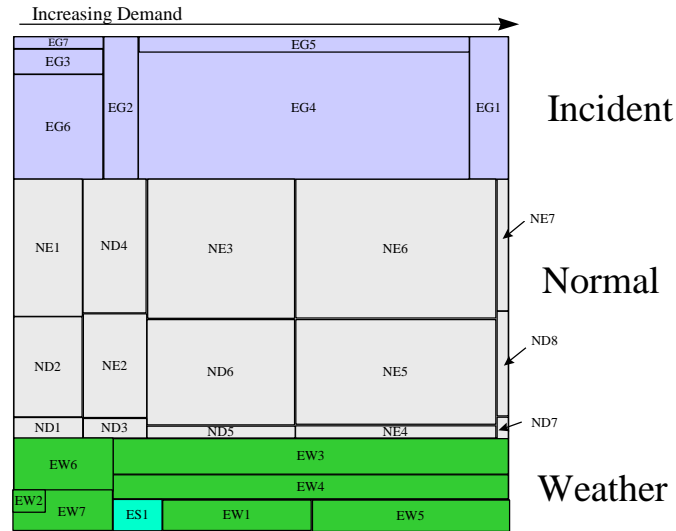 Increasing Demand
EG7
EG5
EG3
EG2
EG4
EG1
EG6
Incident
NE1
ND4
NE3
NE6
NE7
Normal
ND2
NE2
ND6
NE5
ND8
ND1
ND3
ND5
NE4
ND7
EW6
EW3
EW4
Weather
EW2
EW7
ES1
EW1
EW5